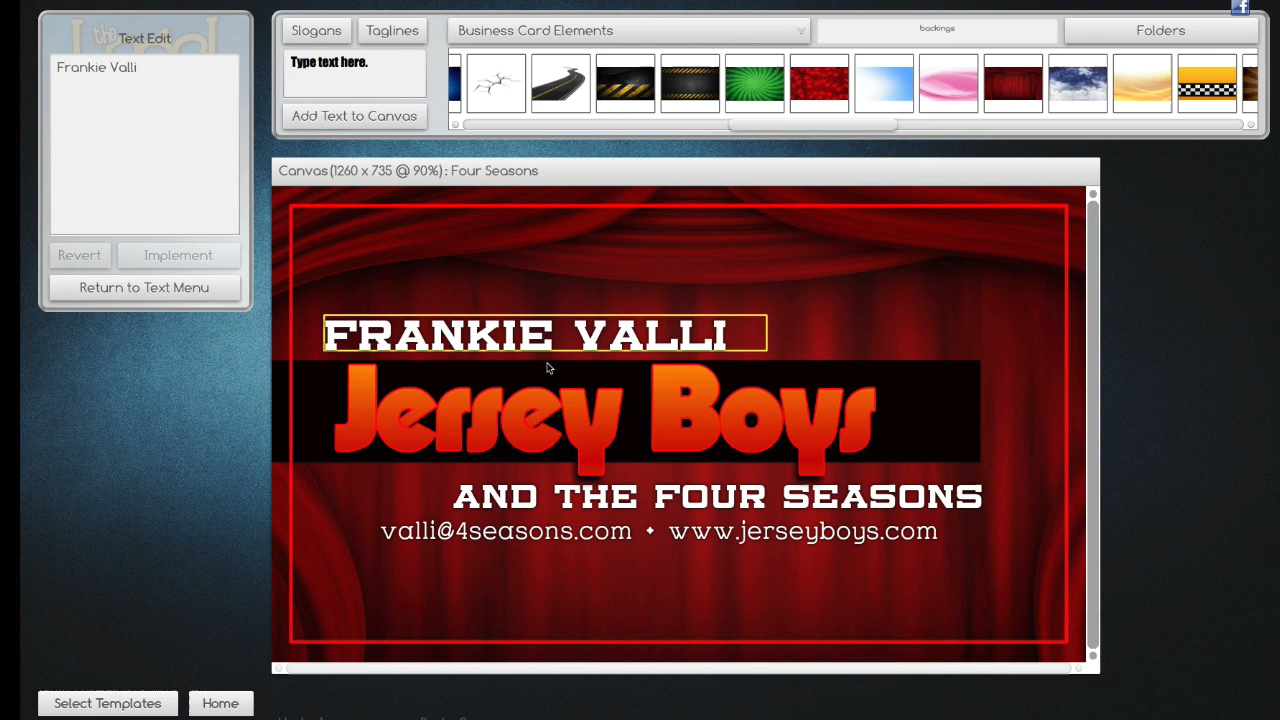 Text Edit
Frankie Valli
Revert
Implement
Return to Text Menu
Slogans
Taglines
Type text here.
Add Text to Canvas
Business Card Elements
backings
Folders
Canvas (1260 x 735 @ 90%) : Four Seasons
FRANKIE VALLI
Jersey Boys
AND THE FOUR SEASONS
valli@4seasons.com • www.jerseyboys.com
Select Templates
Home